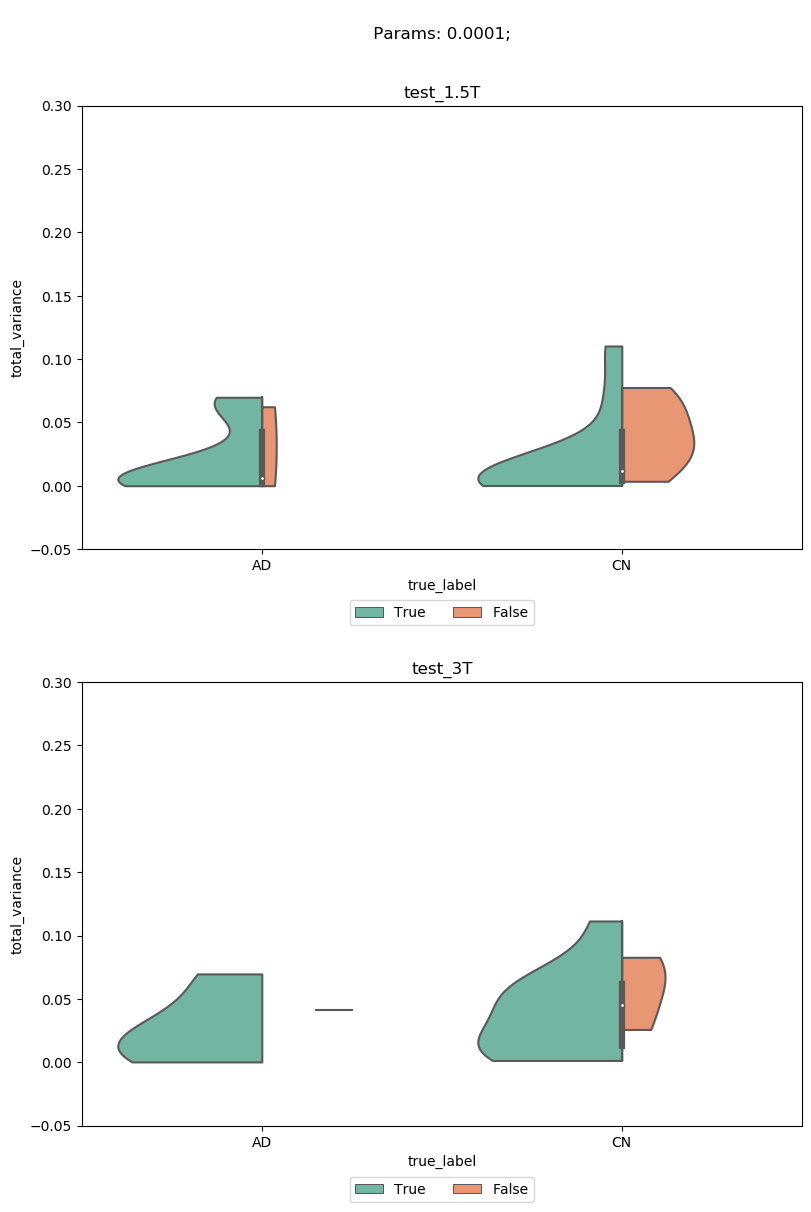 Params: 0.0001;
test_1.5T
0.30
0.25
0.20
0.15
0.10
0.05
0.00
−0.05
total_variance
AD CN
true_label
True False
test_3T
0.30
0.25
0.20
0.15
0.10
0.05
0.00
−0.05
total_variance
AD CN
true_label
True False